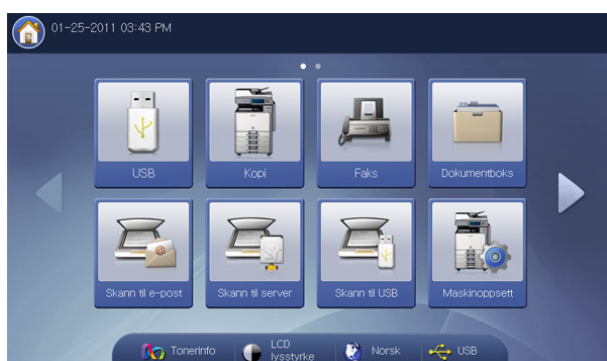 01-25-2011 03:43 PM
USB
Kopi
Faks
Dokumentboks
Skann til e-post
Skann til server
Skann til USB
Maskinoppsett
Tonerinfo
LCD
lysstyrke
Norsk
USB